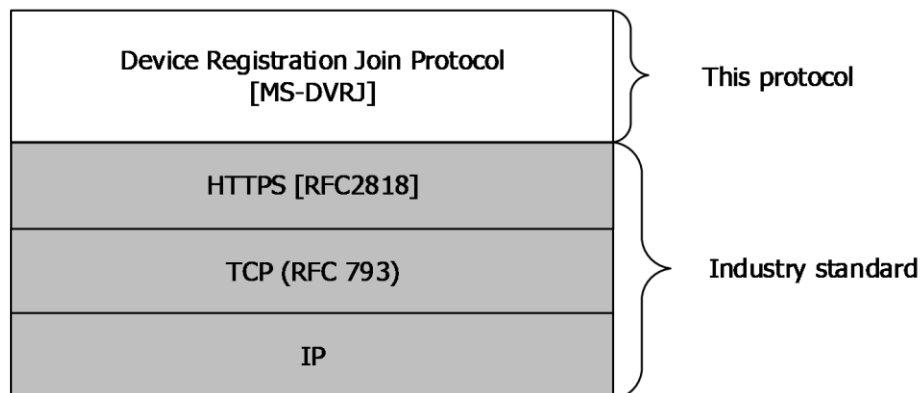 Device Registration Join Protocol
[MS-DVRJ]
This protocol
HTTPS [RFC2818]
TCP (RFC 793)
Industry standard
IP